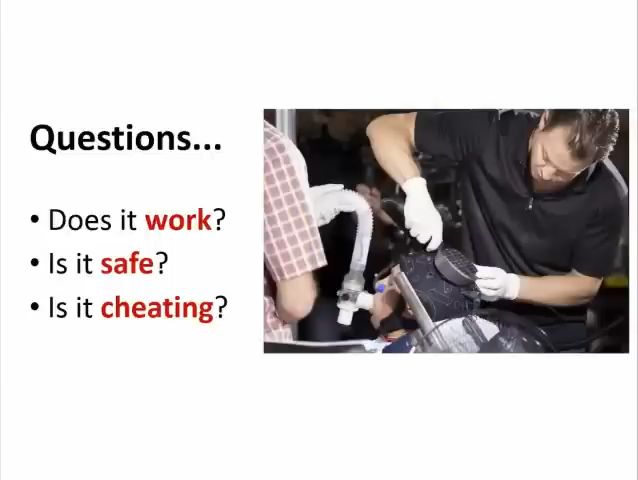 Questions...
• Does it work?
• Is it safe?
• Is it cheating?